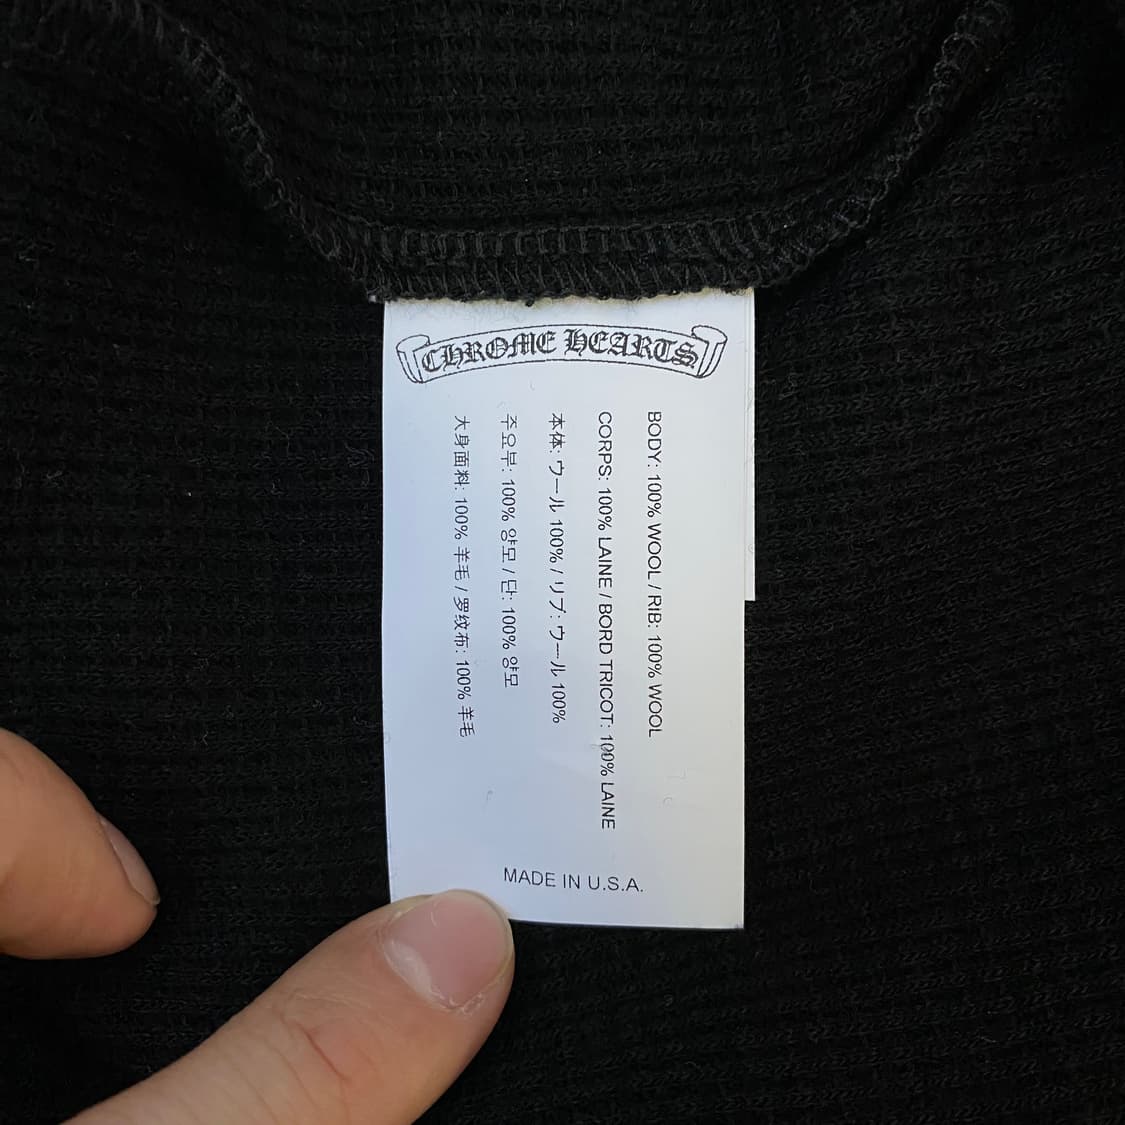 CHROME HEARTS
BODY: 100% WOOL / RIB: 100% WOOL
CORPS: 100% LAINE / BORD TRICOT: 100% LAINE
本体: ウール 100% / リブ: ウール 100%
주요부: 100% 양모 / 단: 100% 양모
大身面料: 100% 羊毛 / 罗纹布: 100% 羊毛
MADE IN U.S.A.